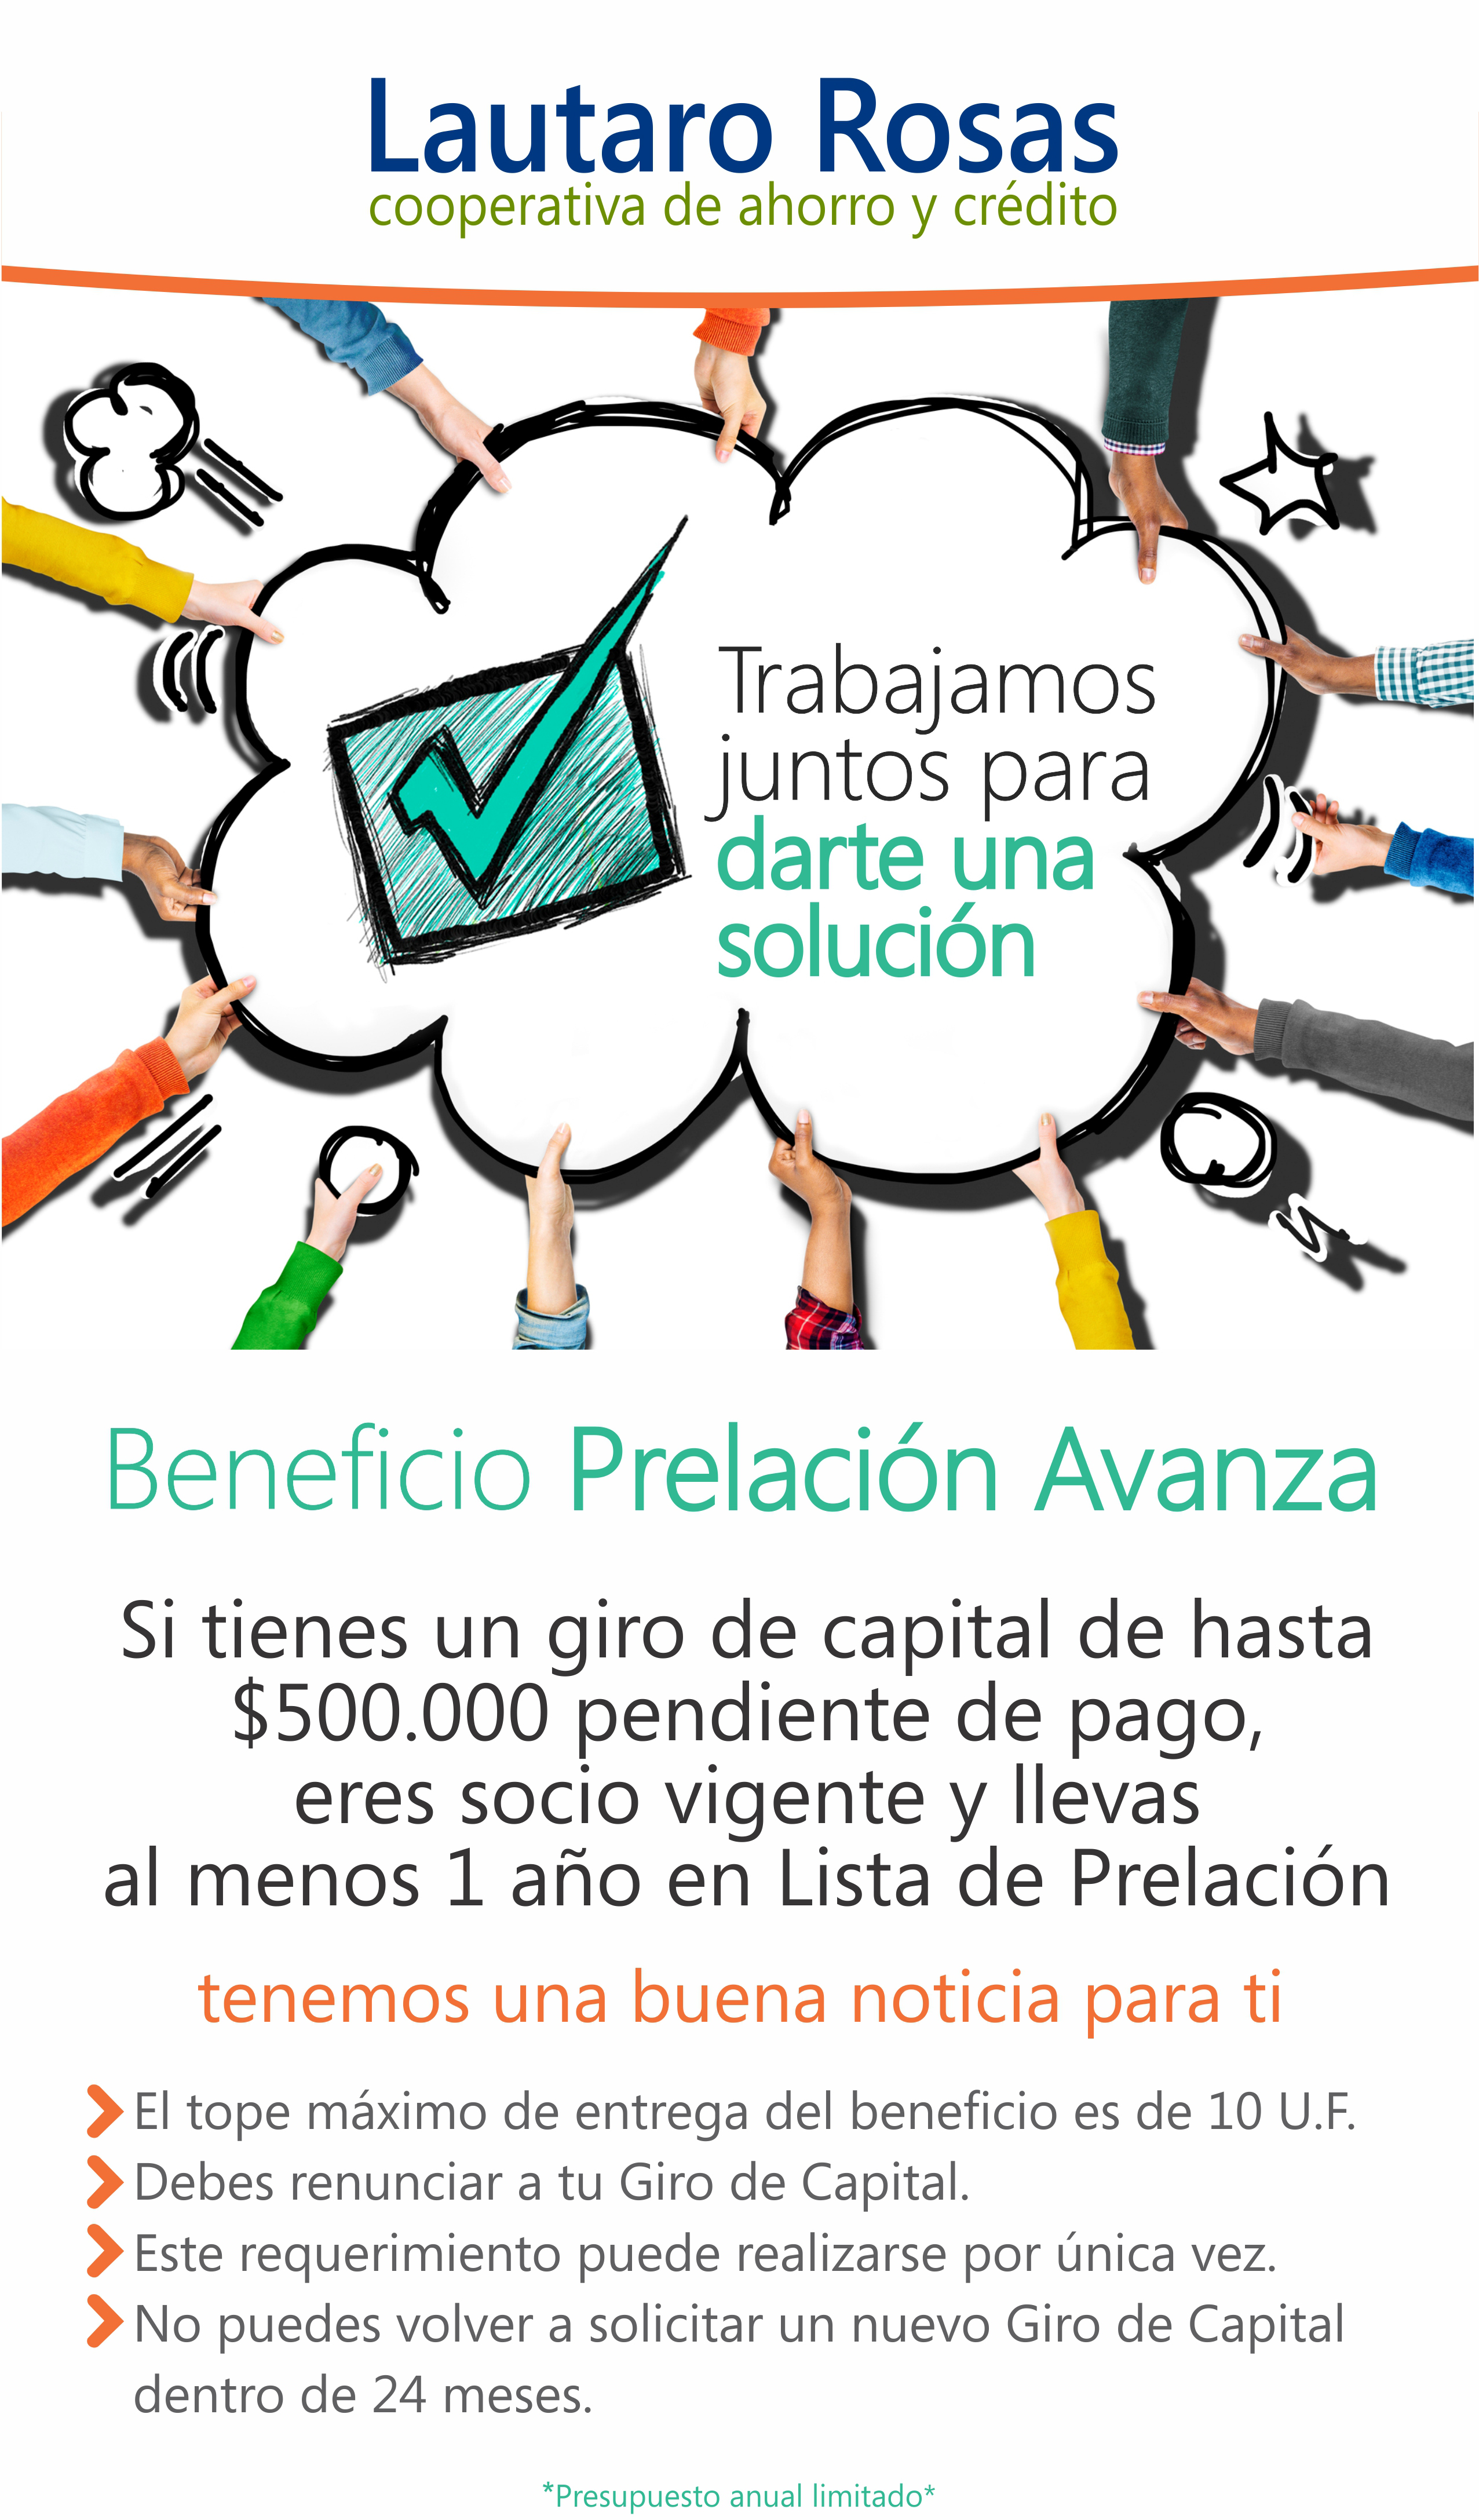 Lautaro Rosas
cooperativa de ahorro y crédito
Trabajamos
juntos para
darte una
solución
Beneficio Prelación Avanza
Si tienes un giro de capital de hasta
$500.000 pendiente de pago,
eres socio vigente y llevas
al menos 1 año en Lista de Prelación
tenemos una buena noticia para ti
El tope máximo de entrega del beneficio es de 10 U.F.
Debes renunciar a tu Giro de Capital.
Este requerimiento puede realizarse por única vez.
No puedes volver a solicitar un nuevo Giro de Capital
dentro de 24 meses.
*Presupuesto anual limitado*